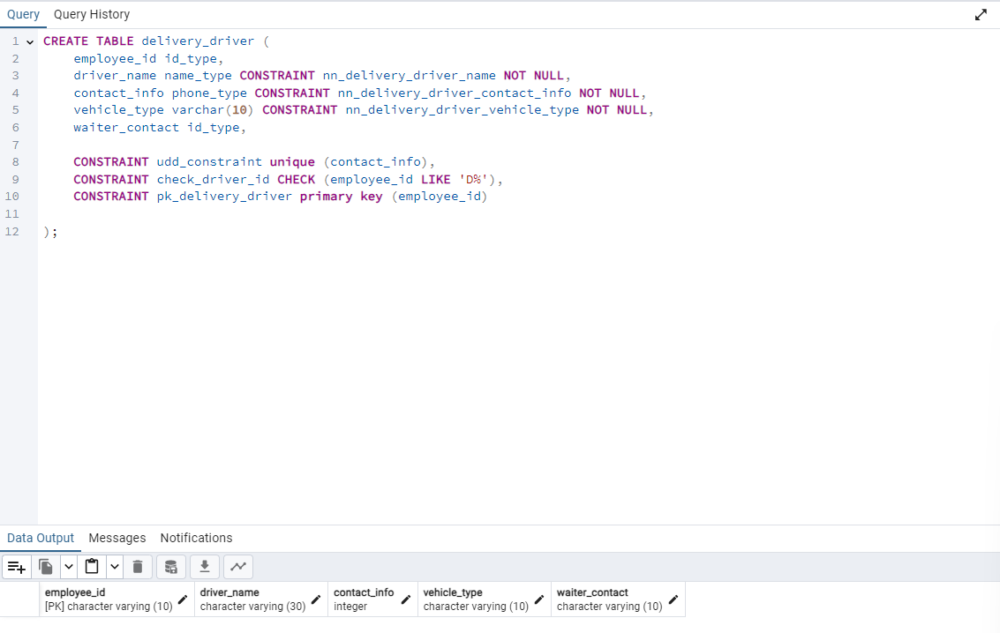 Query Query History
1 CREATE TABLE delivery_driver (
2 employee_id id_type,
3 driver_name name_type CONSTRAINT nn_delivery_driver_name NOT NULL,
4 contact_info phone_type CONSTRAINT nn_delivery_driver_contact_info NOT NULL,
5 vehicle_type varchar(10) CONSTRAINT nn_delivery_driver_vehicle_type NOT NULL,
6 waiter_contact id_type,
7
8 CONSTRAINT udd_constraint unique (contact_info),
9 CONSTRAINT check_driver_id CHECK (employee_id LIKE 'D%'),
10 CONSTRAINT pk_delivery_driver primary key (employee_id)
11
12 );
Data Output Messages Notifications
employee_id driver_name contact_info vehicle_type waiter_contact
[PK] character varying (10) character varying (30) integer character varying (10) character varying (10)